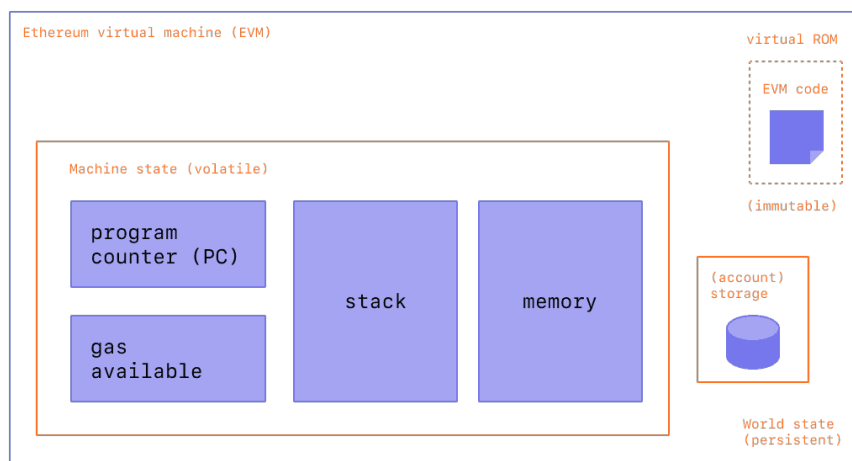 Ethereum virtual machine (EVM)
virtual ROM
EVM code
(immutable)
Machine state (volatile)
program
counter (PC)
gas
available
stack
memory
(account)
storage
World state
(persistent)